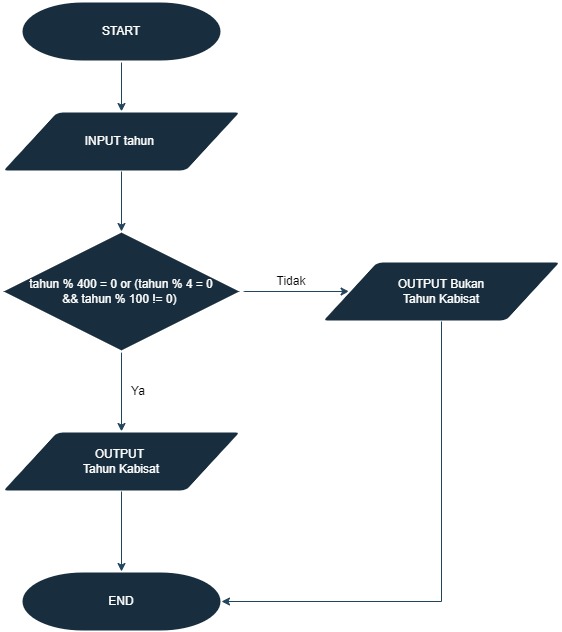 START
INPUT tahun
tahun % 400 = 0 or (tahun % 4 = 0
&& tahun % 100 != 0)
Tidak
OUTPUT Bukan
Tahun Kabisat
Ya
OUTPUT
Tahun Kabisat
END